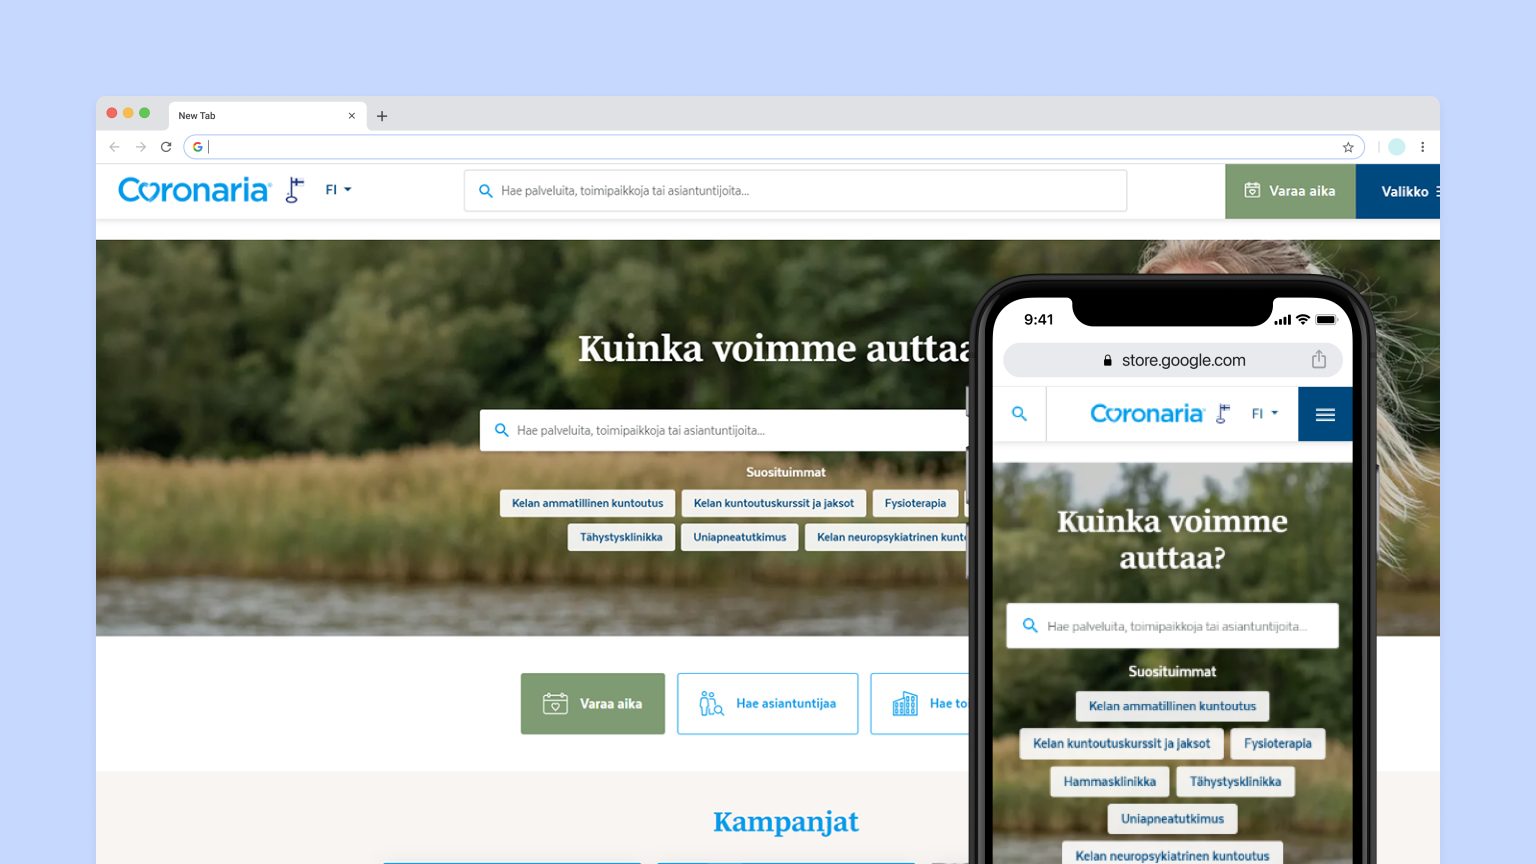 New Tab
Coronaria
FI
Hae palveluita, toimipaikkoja tai asiantuntijoita...
Varaa aika
Valikko
Kuinka voimme auttaa
Hae palveluita, toimipaikkoja tai asiantuntijoita...
Suosituimmat
Kelan ammatillinen kuntoutus
Kelan kuntoutuskurssit ja jaksot
Fysioterapia
Tähystysklinikka
Uniapneatutkimus
Kelan neuropsykiatrinen kunto
Varaa aika
Hae asiantuntijaa
Hae to
Kampanjat
9:41
store.google.com
Coronaria
FI
Kuinka voimme
auttaa?
Hae palveluita, toimipaikkoja tai asiantuntijoita...
Suosituimmat
Kelan ammatillinen kuntoutus
Kelan kuntoutuskurssit ja jaksot
Fysioterapia
Hammasklinikka
Tähystysklinikka
Uniapneatutkimus
Kelan neuropsykiatrinen kuntoutus